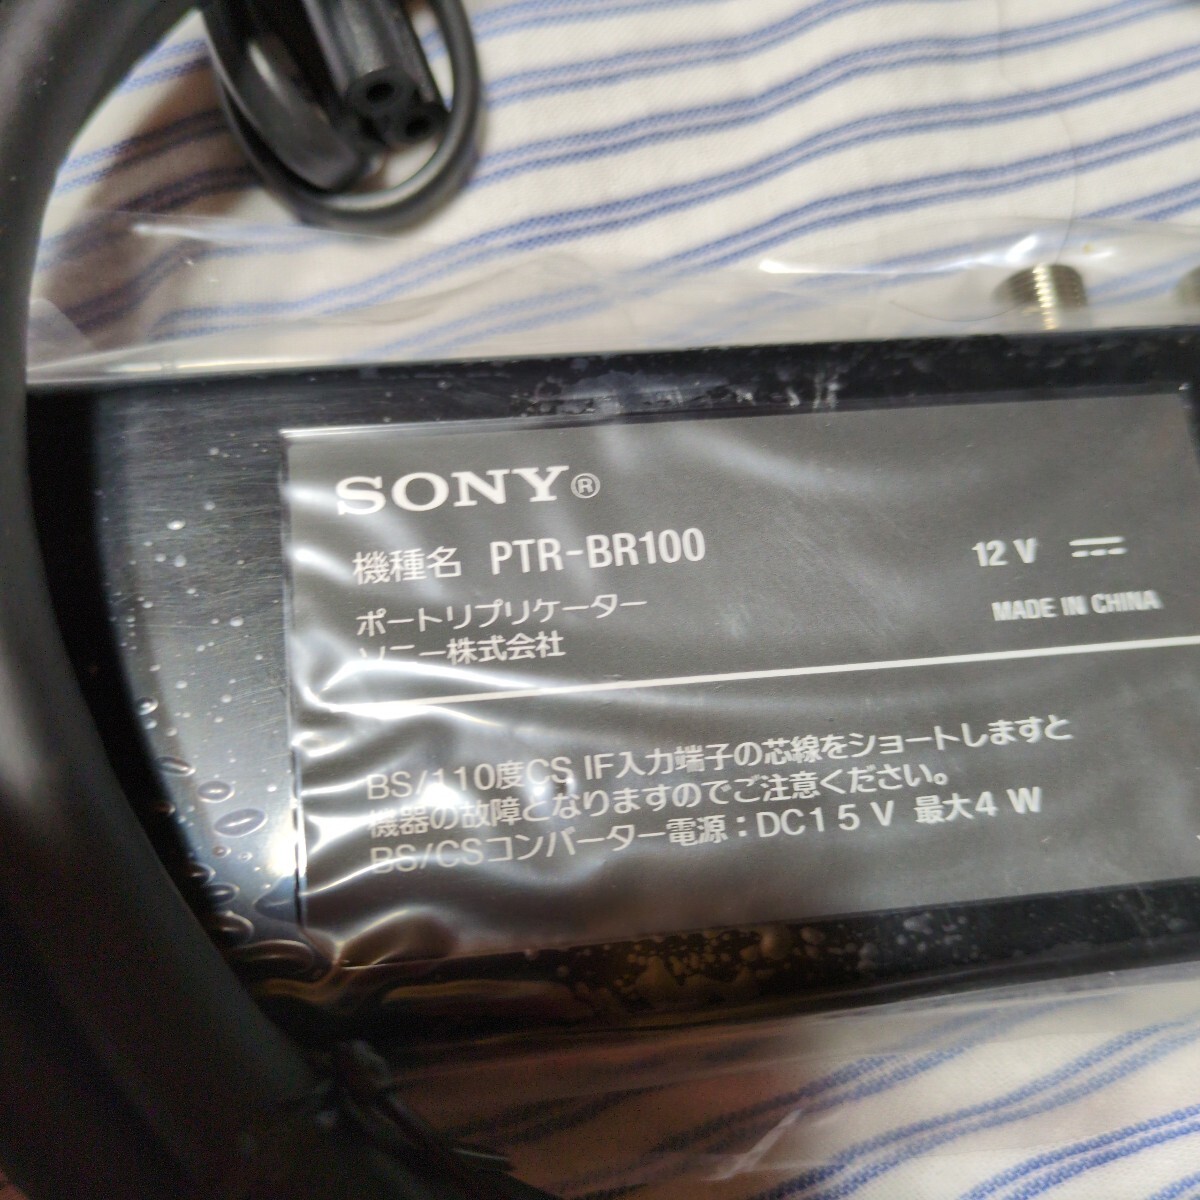 SONY®
機種名 PTR-BR100
12 V
ポートリプリケーター
MADE IN CHINA
ソニー株式会社
BS/110度CS IF入力端子の芯線をショートしますと
機器の故障となりますのでご注意ください。
BS/CSコンバーター電源：DC15V 最大4W